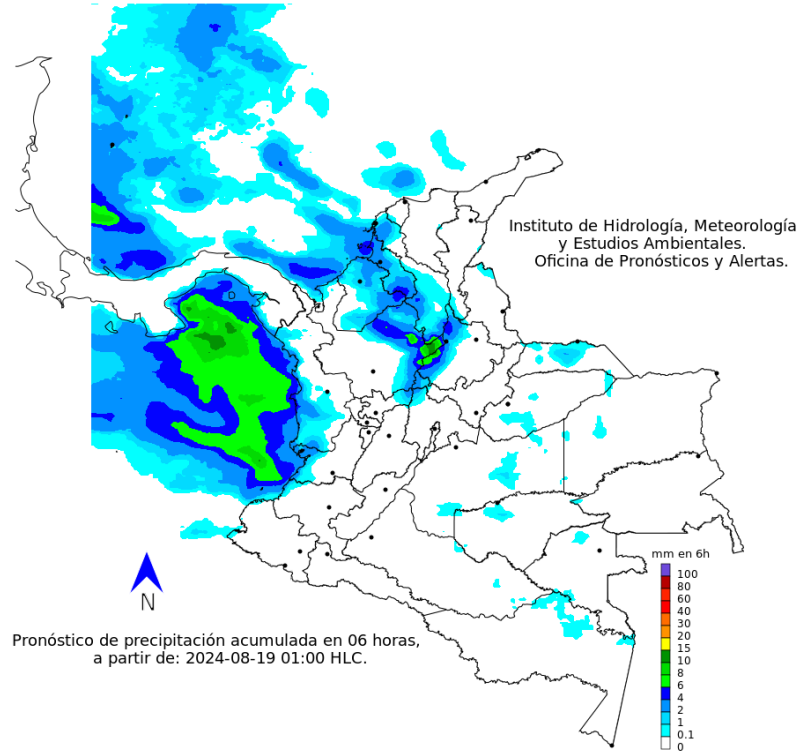 Instituto de Hidrología, Meteorología
y Estudios Ambientales.
Oficina de Pronósticos y Alertas.
mm en 6h
100
80
60
40
30
20
15
10
8
6
4
2
1
0.1
0
N
Pronóstico de precipitación acumulada en 06 horas,
a partir de: 2024-08-19 01:00 HLC.